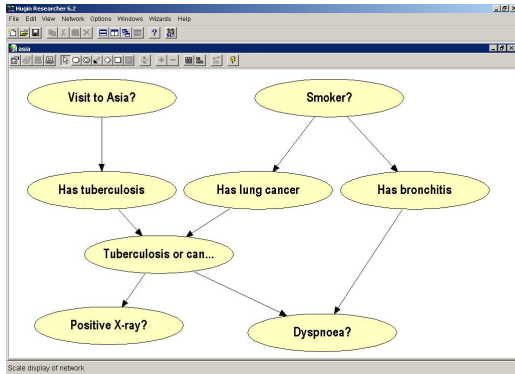 Hugin Researcher 6.2
File Edit View Network Options Windows Wizards Help
asia
Visit to Asia?
Smoker?
Has tuberculosis
Has lung cancer
Has bronchitis
Tuberculosis or can...
Positive X-ray?
Dyspnoea?
Scale display of network